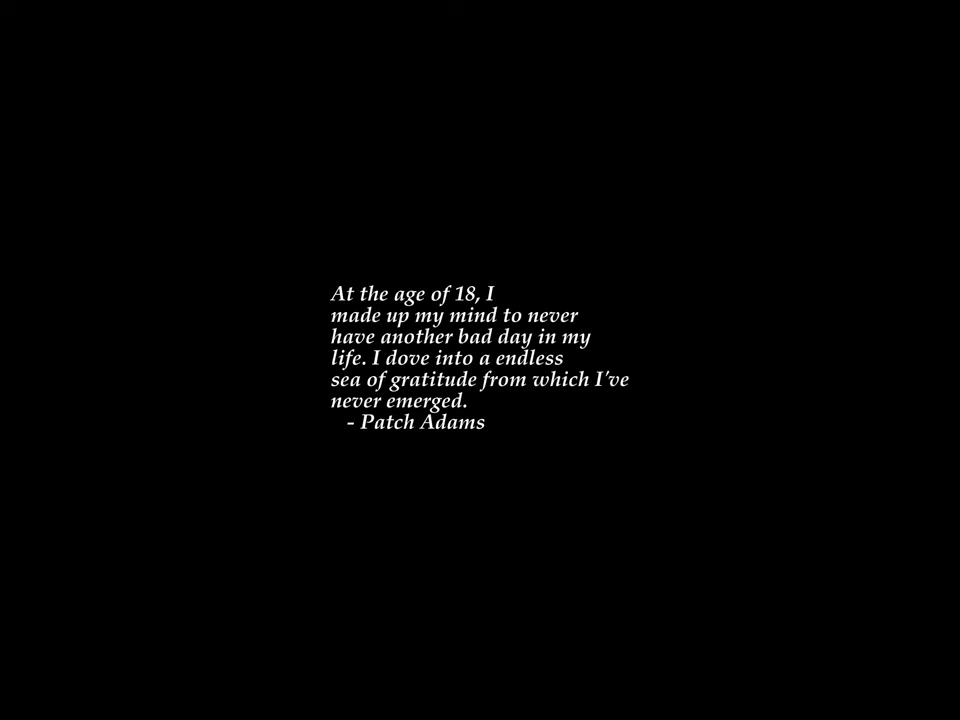 At the age of 18, I
made up my mind to never
have another bad day in my
life. I dove into a endless
sea of gratitude from which I've
never emerged.
- Patch Adams